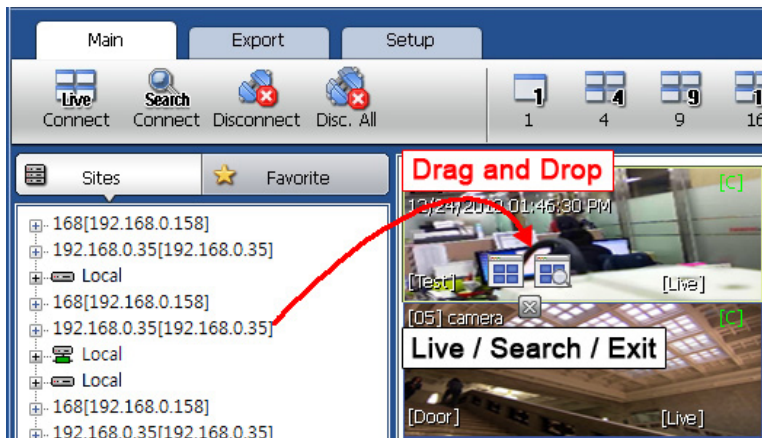 Main
Export
Setup
Live
Search
Connect
Connect
Disconnect
Disc. All
1
4
9
1
4
9
16
Sites
Favorite
Drag and Drop
[C]
12/24/2013 01:46:30 PM
[Test]
[Live]
168[192.168.0.158]
192.168.0.35[192.168.0.35]
Local
168[192.168.0.158]
192.168.0.35[192.168.0.35]
Local
Local
168[192.168.0.158]
192.168.0.35[192.168.0.35]
[05] camera
[C]
Live / Search / Exit
[Door]
[Live]